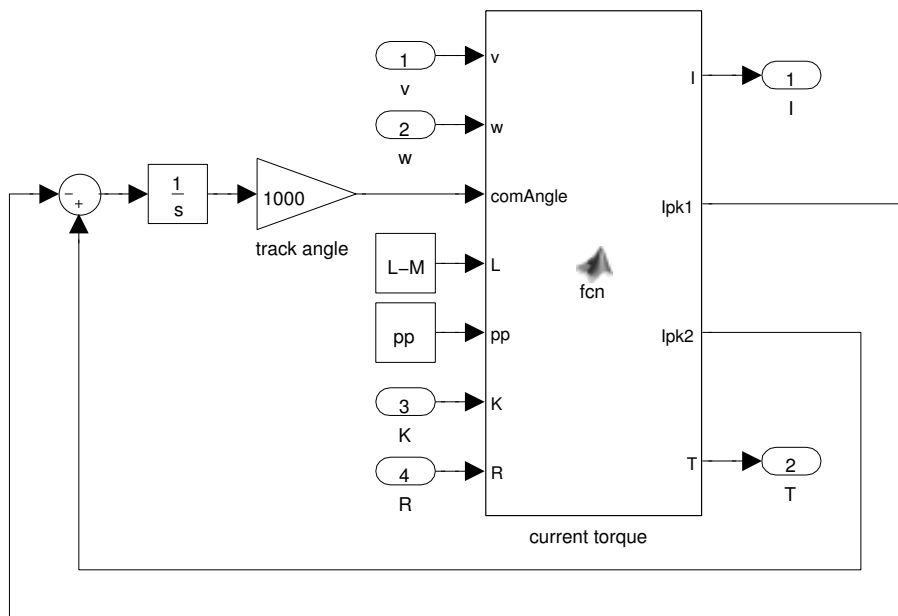 1
v
v
I
1
I
2
w
w
−
+
1
s
1000
track angle
comAngle
Ipk1
L−M
L
fcn
pp
pp
Ipk2
3
K
K
4
R
R
T
2
T
current torque